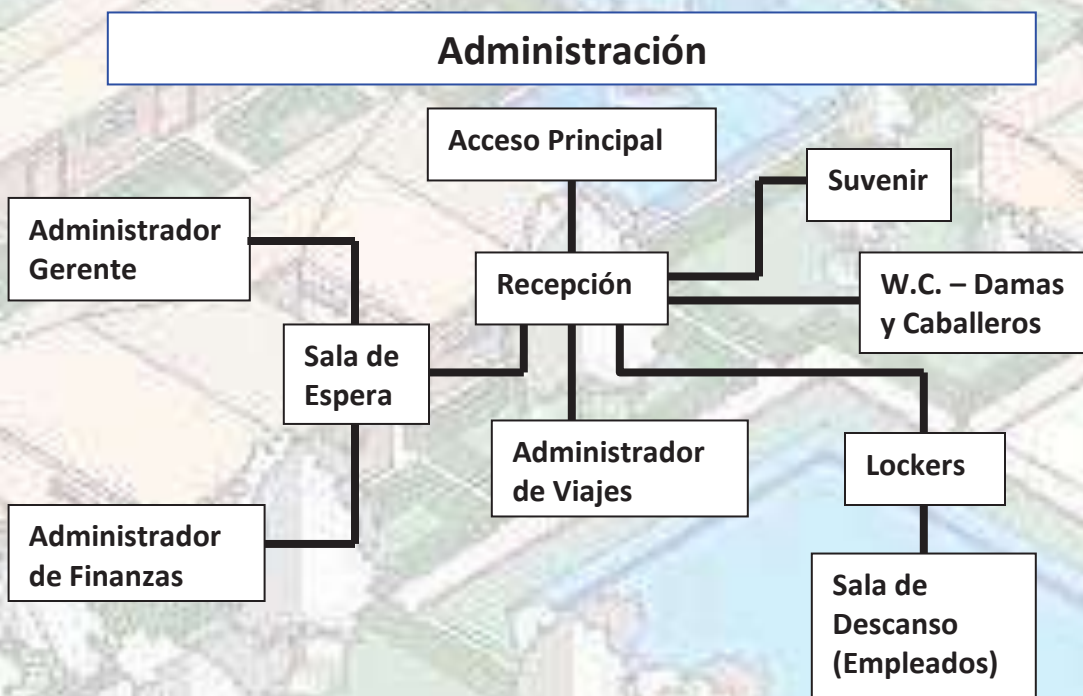 Administración
Acceso Principal
Suvenir
Administrador
Gerente
Recepción
W.C. – Damas
y Caballeros
Sala de
Espera
Administrador
de Viajes
Lockers
Administrador
de Finanzas
Sala de
Descanso
(Empleados)